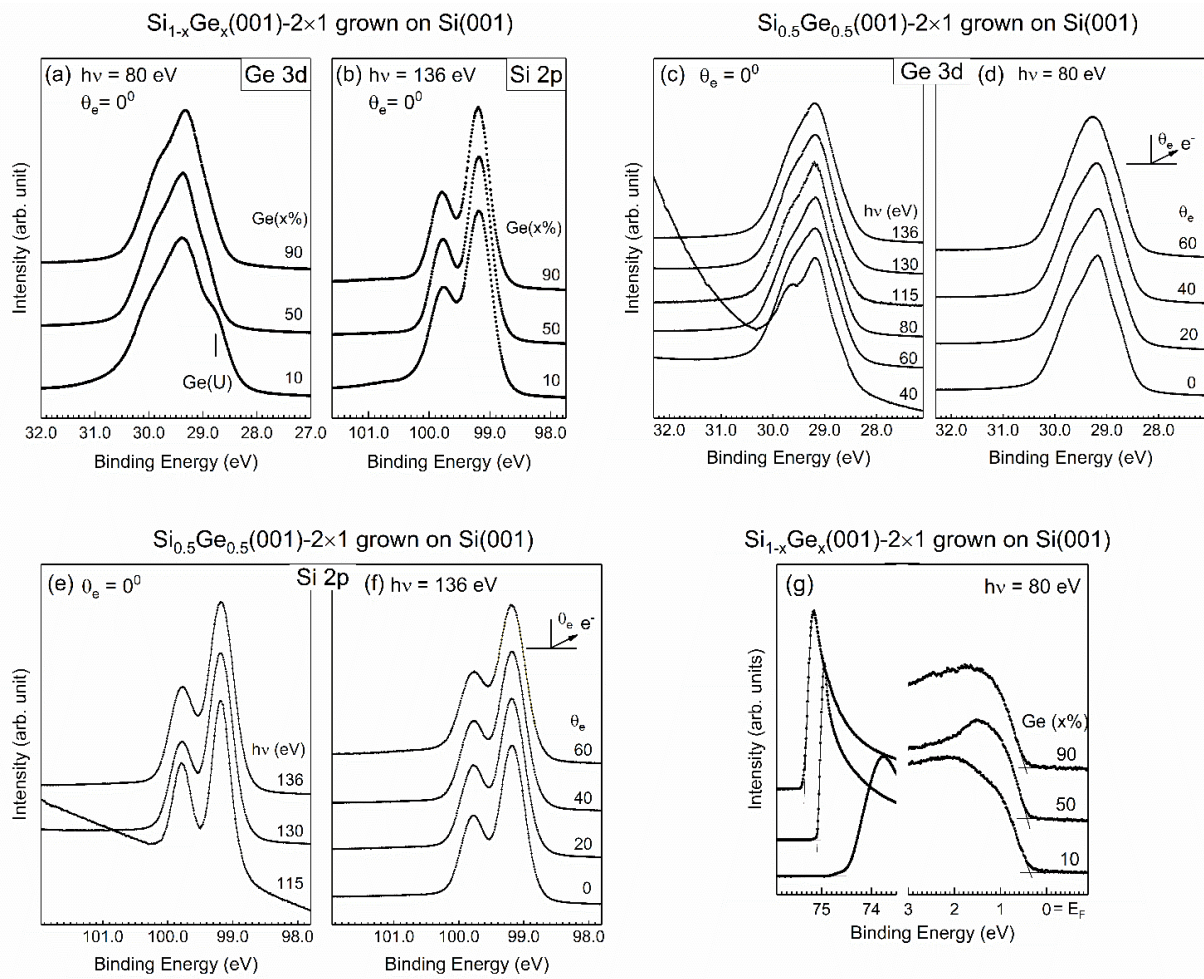 Si1-xGex(001)-2×1 grown on Si(001)
(a) hν = 80 eV
Ge 3d
θe= 0⁰
Ge(x%)
90
50
10
Ge(U)
32.0 31.0 30.0 29.0 28.0 27.0
Binding Energy (eV)
Intensity (arb. unit)
(b) hν = 136 eV
Si 2p
θe= 0⁰
Ge(x%)
90
50
10
101.0 100.0 99.0 98.0
Binding Energy (eV)
Si0.5Ge0.5(001)-2×1 grown on Si(001)
(c) θe = 0⁰
Ge 3d
hν (eV)
136
130
115
80
60
40
32.0 31.0 30.0 29.0 28.0
Binding Energy (eV)
Intensity (arb. unit)
(d) hν = 80 eV
θe e-
θe
60
40
20
0
32.0 31.0 30.0 29.0 28.0
Binding Energy (eV)
Si0.5Ge0.5(001)-2×1 grown on Si(001)
(e) θe = 0⁰
Si 2p
hν (eV)
136
130
115
101.0 100.0 99.0 98.0
Binding Energy (eV)
Intensity (arb. unit)
(f) hν = 136 eV
θe e-
θe
60
40
20
0
101.0 100.0 99.0 98.0
Binding Energy (eV)
Si1-xGex(001)-2×1 grown on Si(001)
(g)
hν = 80 eV
Ge (x%)
90
50
10
75 74 3 2 1 0 = EF
Binding Energy (eV)
Intensity (arb. units)